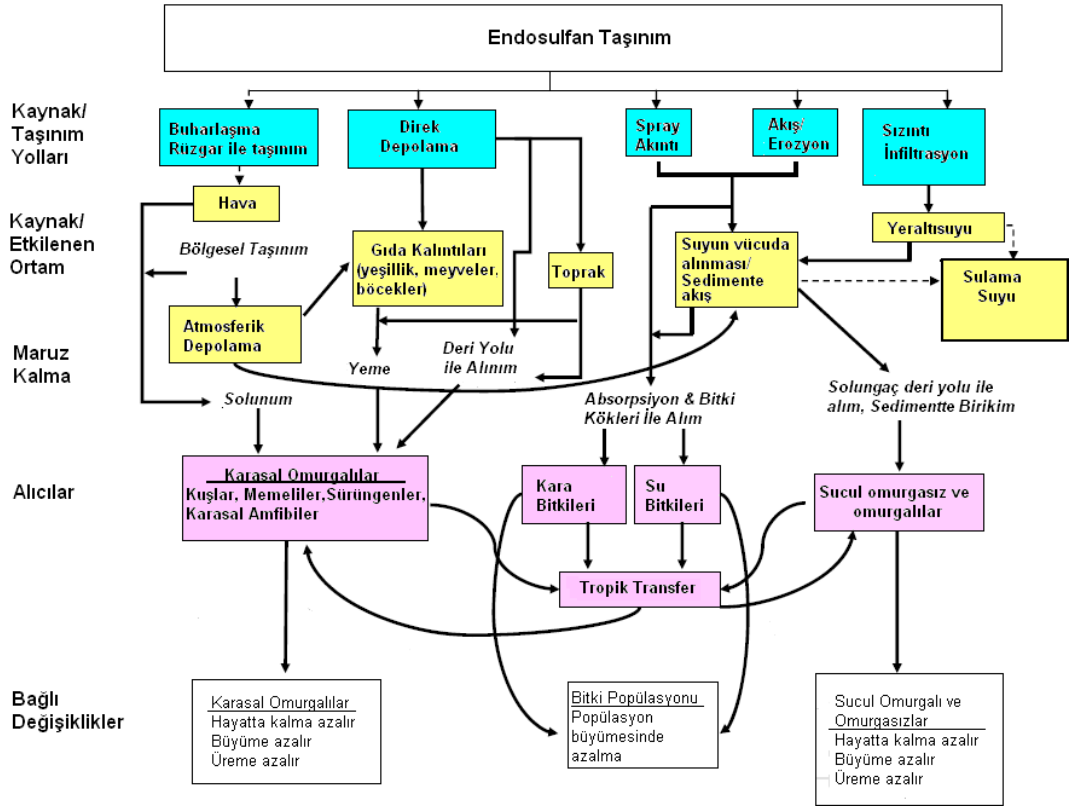 Endosulfan Taşınım
Kaynak/
Taşınım
Yolları
Buharlaşma
Rüzgar ile taşınım
Direk
Depolama
Spray
Akıntı
Akış/
Erozyon
Sızıntı
İnfiltrasyon
Kaynak/
Etkilenen
Ortam
Hava
Bölgesel Taşınım
Atmosferik
Depolama
Gıda Kalıntıları
(yeşillik, meyveler,
böcekler)
Toprak
Suyun vücuda
alınması/
Sedimente
akış
Yeraltısuyu
Sulama
Suyu
Maruz
Kalma
Solunum
Yeme
Deri Yolu
ile Alınım
Absorpsiyon & Bitki
Kökleri İle Alım
Solungaç deri yolu ile
alım, Sedimentte Birikim
Alıcılar
Karasal Omurgalılar
Kuşlar, Memeliler,Sürüngenler,
Karasal Amfibiler
Kara
Bitkileri
Su
Bitkileri
Sucul omurgasız ve
omurgalılar
Tropik Transfer
Bağlı
Değişiklikler
Karasal Omurgalılar
Hayatta kalma azalır
Büyüme azalır
Üreme azalır
Bitki Popülasyonu
Popülasyon
büyümesinde
azalma
Sucul Omurgalı ve
Omurgasızlar
Hayatta kalma azalır
Büyüme azalır
Üreme azalır